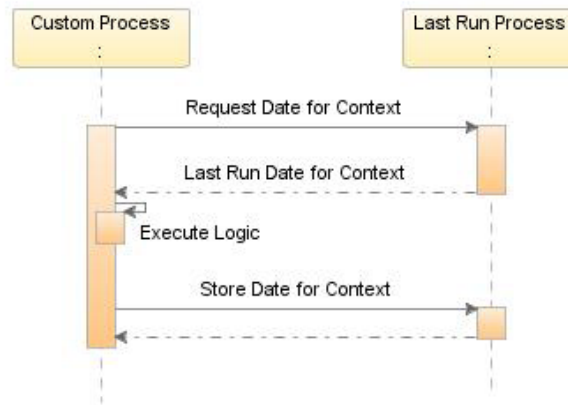 Custom Process
:
Last Run Process
:
Request Date for Context
Last Run Date for Context
Execute Logic
Store Date for Context